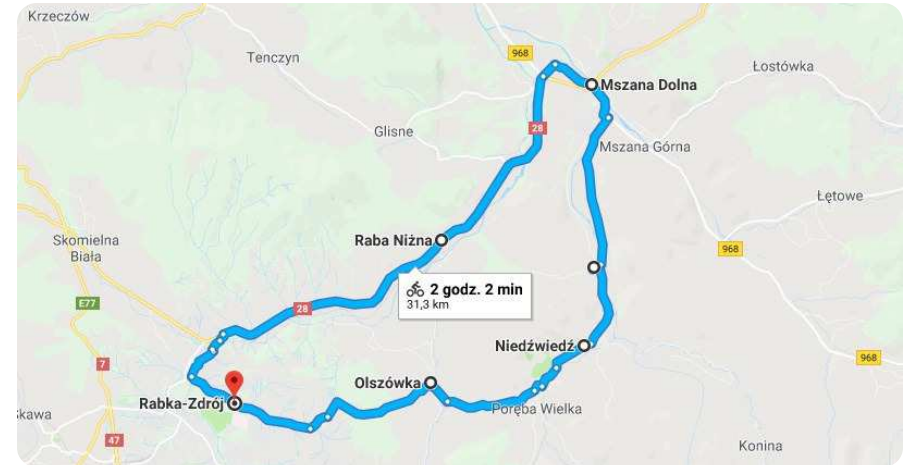 Krzeczów
Tenczyn
968
Łostówka
Mszana Dolna
Glisne
28
Mszana Górna
Łętowe
Raba Niżna
Skomielna
Biała
968
2 godz. 2 min
31,3 km
E77
28
Niedźwiedź
968
7
Olszówka
Rabka-Zdrój
Poręba Wielka
kawa
47
Konina